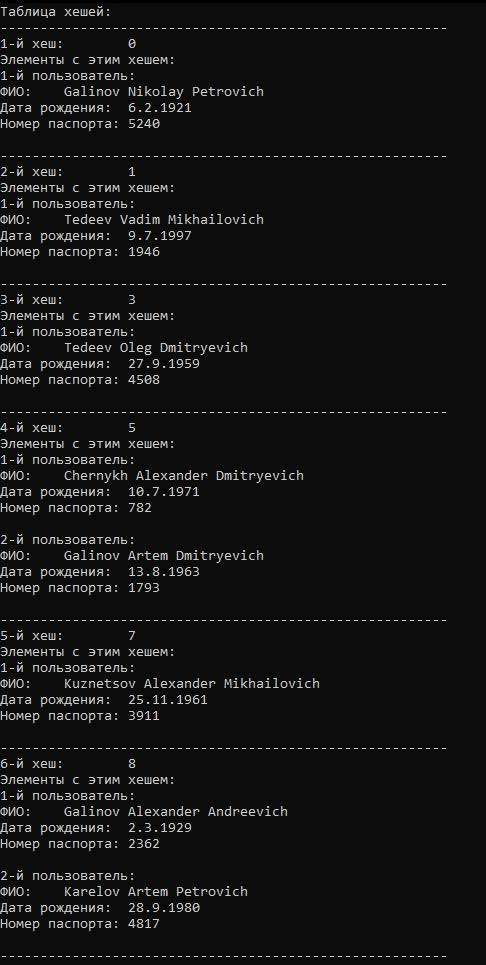 Таблица хешей:
--------------------------------------------------------
1-й хеш: 0
Элементы с этим хешем:
1-й пользователь:
ФИО: Galinov Nikolay Petrovich
Дата рождения: 6.2.1921
Номер паспорта: 5240
--------------------------------------------------------
2-й хеш: 1
Элементы с этим хешем:
1-й пользователь:
ФИО: Tedeev Vadim Mikhailovich
Дата рождения: 9.7.1997
Номер паспорта: 1946
--------------------------------------------------------
3-й хеш: 3
Элементы с этим хешем:
1-й пользователь:
ФИО: Tedeev Oleg Dmitryevich
Дата рождения: 27.9.1959
Номер паспорта: 4508
--------------------------------------------------------
4-й хеш: 5
Элементы с этим хешем:
1-й пользователь:
ФИО: Chernykh Alexander Dmitryevich
Дата рождения: 10.7.1971
Номер паспорта: 782
2-й пользователь:
ФИО: Galinov Artem Dmitryevich
Дата рождения: 13.8.1963
Номер паспорта: 1793
--------------------------------------------------------
5-й хеш: 7
Элементы с этим хешем:
1-й пользователь:
ФИО: Kuznetsov Alexander Mikhailovich
Дата рождения: 25.11.1961
Номер паспорта: 3911
--------------------------------------------------------
6-й хеш: 8
Элементы с этим хешем:
1-й пользователь:
ФИО: Galinov Alexander Andreevich
Дата рождения: 2.3.1929
Номер паспорта: 2362
2-й пользователь:
ФИО: Karelov Artem Petrovich
Дата рождения: 28.9.1980
Номер паспорта: 4817
--------------------------------------------------------